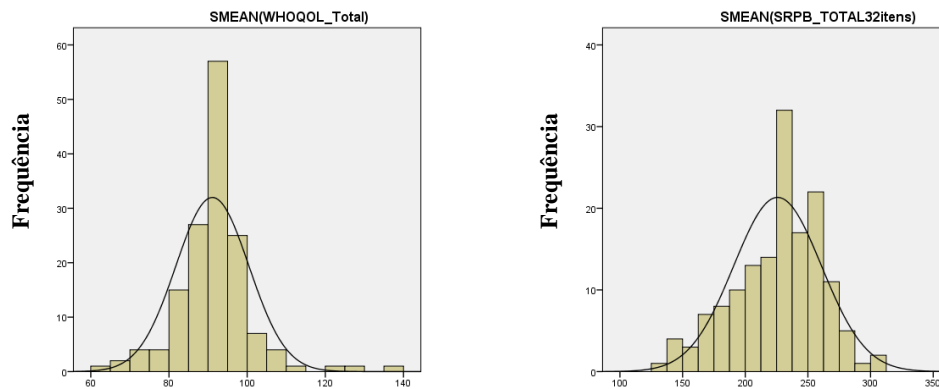 SMEAN(WHOQOL_Total)
Frequência
60
50
40
30
20
10
0
60 80 100 120 140
SMEAN(SRPB_TOTAL32itens)
Frequência
40
30
20
10
0
100 150 200 250 300 350